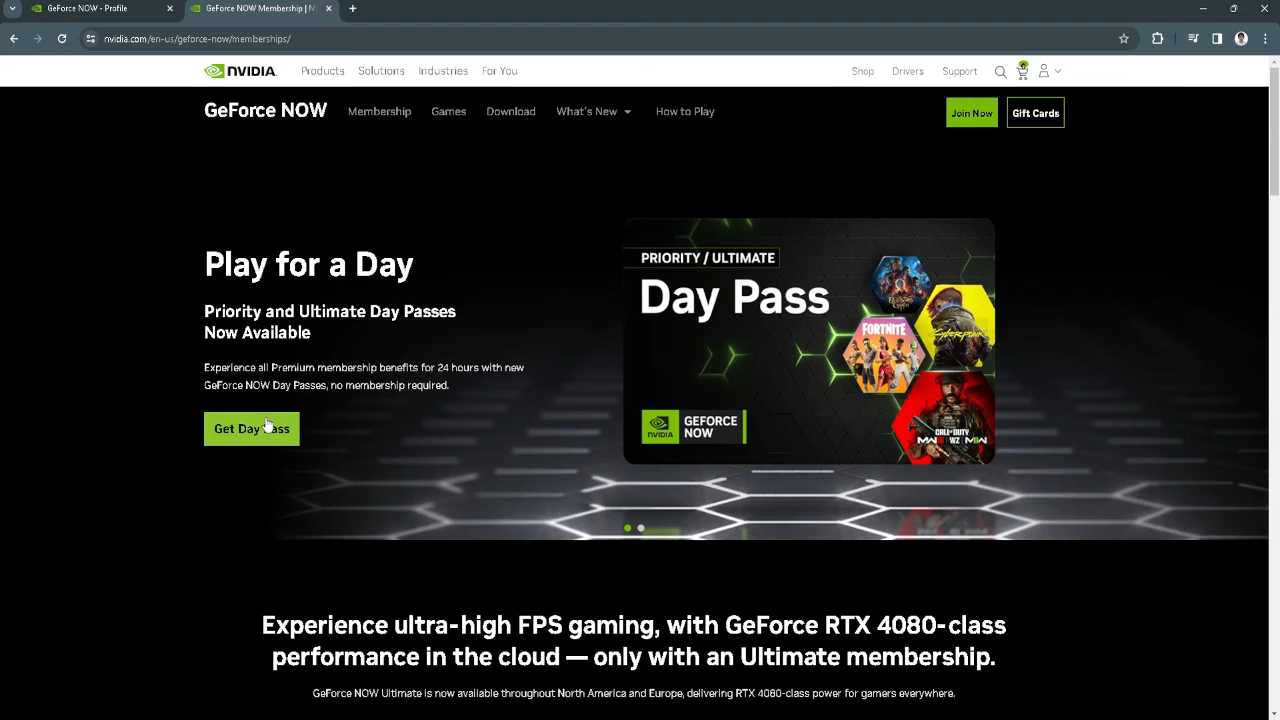 GeForce NOW - Profile
GeForce NOW Membership | N
nvidia.com/en-us/geforce-now/memberships/
NVIDIA.
Products
Solutions
Industries
For You
Shop
Drivers
Support
GeForce NOW
Membership
Games
Download
What's New
How to Play
Join Now
Gift Cards
Play for a Day
Priority and Ultimate Day Passes
Now Available
Experience all Premium membership benefits for 24 hours with new
GeForce NOW Day Passes, no membership required.
Get Day Pass
PRIORITY / ULTIMATE
Day Pass
FORTNITE
CYBERPUNK
CALL OF DUTY
NVIDIA
GEFORCE
NOW
Experience ultra-high FPS gaming, with GeForce RTX 4080-class
performance in the cloud — only with an Ultimate membership.
GeForce NOW Ultimate is now available throughout North America and Europe, delivering RTX 4080-class power for gamers everywhere.